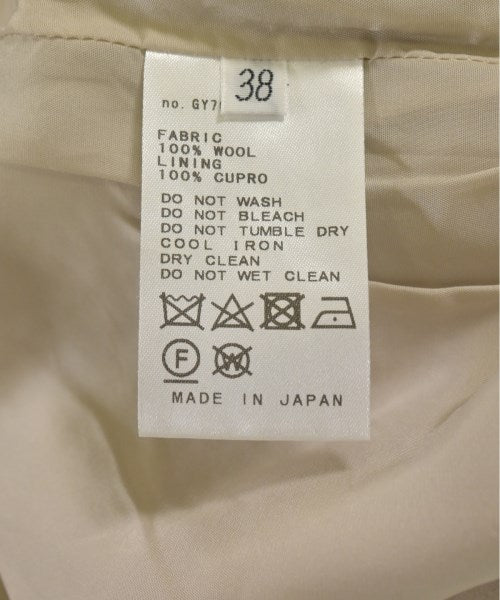 38
no. GY7
FABRIC
100% WOOL
LINING
100% CUPRO
DO NOT WASH
DO NOT BLEACH
DO NOT TUMBLE DRY
COOL IRON
DRY CLEAN
DO NOT WET CLEAN
F W
MADE IN JAPAN